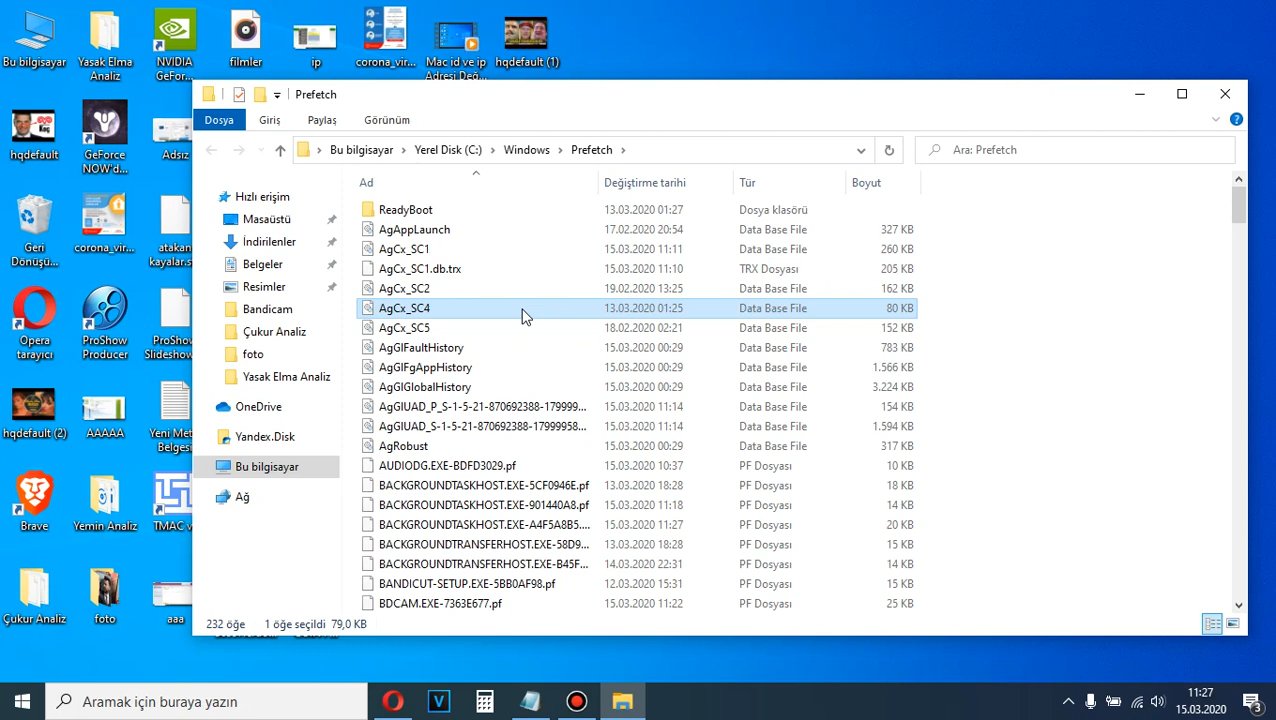 Bu bilgisayar
Yasak Elma
Analiz
NVIDIA
GeFor...
filmler
ip
corona_vir...
Mac id ve ip
Adresi Değ...
hqdefault (1)
hqdefault
GeForce
NOW'd...
Adsız
Geri
Dönüşü...
corona_vir...
atakan
kayalar.s
Opera
tarayıcı
ProShow
Producer
ProShow
Slideshow
hqdefault (2)
AAAAA
Yeni Met
Belgesi
Brave
Yemin Analiz
TMAC v
Çukur Analiz
foto
aaa
Prefetch
Dosya
Giriş
Paylaş
Görünüm
Bu bilgisayar
Yerel Disk (C:)
Windows
Prefetch
Ara: Prefetch
Hızlı erişim
Masaüstü
İndirilenler
Belgeler
Resimler
Bandicam
Çukur Analiz
foto
Yasak Elma Analiz
OneDrive
Yandex.Disk
Bu bilgisayar
Ağ
Ad Değiştirme tarihi Tür Boyut
ReadyBoot 13.03.2020 01:27 Dosya klasörü
AgAppLaunch 17.02.2020 20:54 Data Base File 327 KB
AgCx_SC1 15.03.2020 11:11 Data Base File 260 KB
AgCx_SC1.db.trx 15.03.2020 11:10 TRX Dosyası 205 KB
AgCx_SC2 19.02.2020 13:25 Data Base File 162 KB
AgCx_SC4 13.03.2020 01:25 Data Base File 80 KB
AgCx_SC5 18.02.2020 02:21 Data Base File 152 KB
AgGlFaultHistory 15.03.2020 00:29 Data Base File 783 KB
AgGlFgAppHistory 15.03.2020 00:29 Data Base File 1.566 KB
AgGlGlobalHistory 15.03.2020 00:29 Data Base File 3.224 KB
AgGlUAD_P_S-1-5-21-870692388-179999... 15.03.2020 11:14 Data Base File 154 KB
AgGlUAD_S-1-5-21-870692388-17999958... 15.03.2020 11:14 Data Base File 1.594 KB
AgRobust 15.03.2020 00:29 Data Base File 317 KB
AUDIODG.EXE-BDFD3029.pf 15.03.2020 10:37 PF Dosyası 10 KB
BACKGROUNDTASKHOST.EXE-5CF0946E.pf 13.03.2020 18:28 PF Dosyası 18 KB
BACKGROUNDTASKHOST.EXE-901440A8.pf 15.03.2020 11:18 PF Dosyası 14 KB
BACKGROUNDTASKHOST.EXE-A4F5A8B5.... 15.03.2020 11:27 PF Dosyası 20 KB
BACKGROUNDTRANSFERHOST.EXE-58D9... 13.03.2020 18:28 PF Dosyası 15 KB
BACKGROUNDTRANSFERHOST.EXE-B45F... 14.03.2020 22:31 PF Dosyası 14 KB
BANDICUT-SETUP.EXE-5BB0AF98.pf 12.03.2020 15:31 PF Dosyası 15 KB
BDCAM.EXE-7363E677.pf 15.03.2020 11:22 PF Dosyası 25 KB
232 öğe 1 öğe seçildi 79,0 KB
Aramak için buraya yazın
11:27
15.03.2020
3